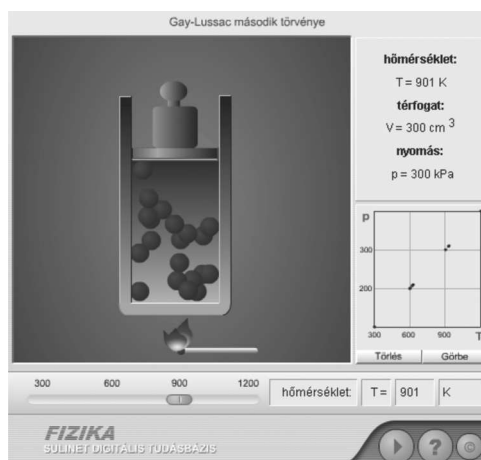 Gay-Lussac második törvénye
hőmérséklet:
T = 901 K
térfogat:
V = 300 cm 3
nyomás:
p = 300 kPa
p
300
200
300 600 900 T
Törlés Görbe
300 600 900 1200
hőmérséklet: T = 901 K
FIZIKA
SULINET DIGITÁLIS TUDÁSBÁZIS
? ©